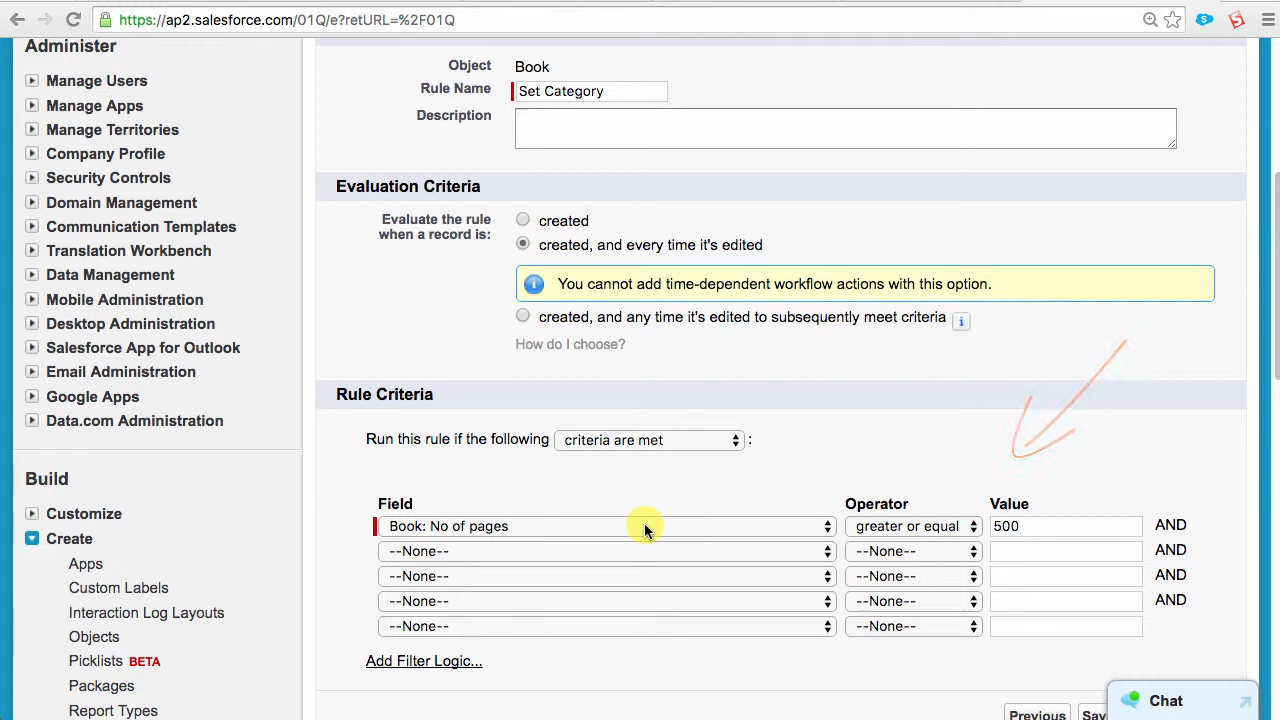 https://ap2.salesforce.com/01Q/e?retURL=%2F01Q
Administer
Manage Users
Manage Apps
Manage Territories
Company Profile
Security Controls
Domain Management
Communication Templates
Translation Workbench
Data Management
Mobile Administration
Desktop Administration
Salesforce App for Outlook
Email Administration
Google Apps
Data.com Administration
Build
Customize
Create
Apps
Custom Labels
Interaction Log Layouts
Objects
Picklists BETA
Packages
Report Types
Object Book
Rule Name Set Category
Description
Evaluation Criteria
Evaluate the rule
when a record is:
created
created, and every time it's edited
You cannot add time-dependent workflow actions with this option.
created, and any time it's edited to subsequently meet criteria
How do I choose?
Rule Criteria
Run this rule if the following criteria are met :
Field Operator Value
Book: No of pages greater or equal 500 AND
--None-- --None-- AND
--None-- --None-- AND
--None-- --None-- AND
--None-- --None--
Add Filter Logic...
Previous
Chat